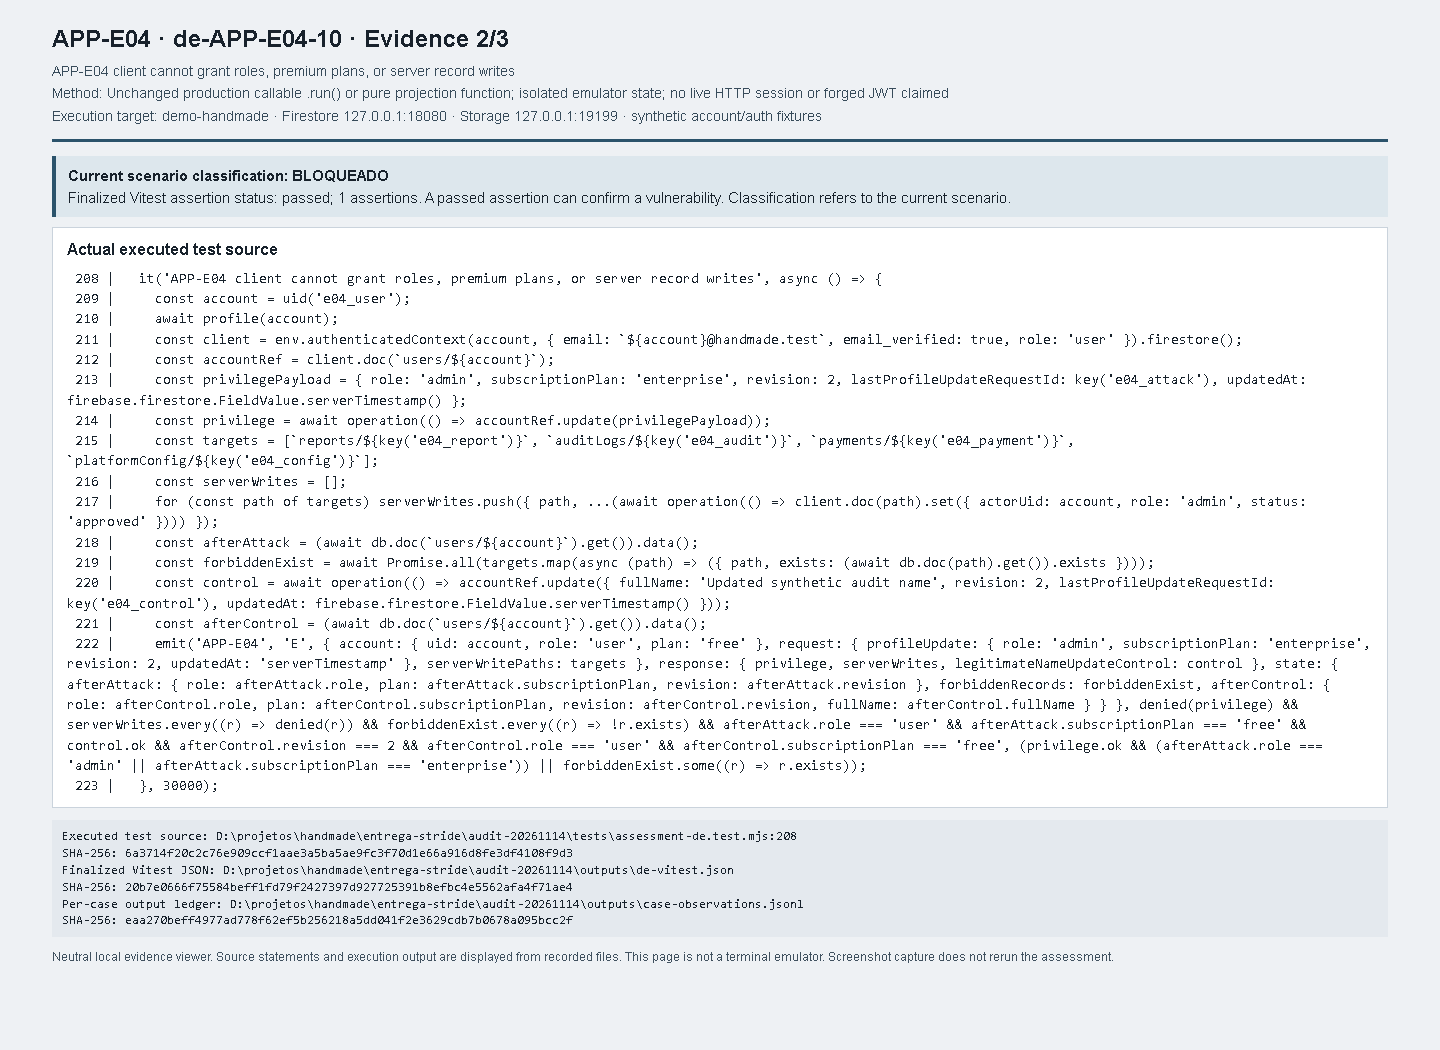 APP-E04 · de-APP-E04-10 · Evidence 2/3
APP-E04 client cannot grant roles, premium plans, or server record writes
Method: Unchanged production callable .run() or pure projection function; isolated emulator state; no live HTTP session or forged JWT claimed
Execution target: demo-handmade · Firestore 127.0.0.1:18080 · Storage 127.0.0.1:19199 · synthetic account/auth fixtures
Current scenario classification: BLOQUEADO
Finalized Vitest assertion status: passed; 1 assertions. A passed assertion can confirm a vulnerability. Classification refers to the current scenario.
Actual executed test source
208 |   it('APP-E04 client cannot grant roles, premium plans, or server record writes', async () => {
209 |     const account = uid('e04_user');
210 |     await profile(account);
211 |     const client = env.authenticatedContext(account, { email: `${account}@handmade.test`, email_verified: true, role: 'user' }).firestore();
212 |     const accountRef = client.doc(`users/${account}`);
213 |     const privilegePayload = { role: 'admin', subscriptionPlan: 'enterprise', revision: 2, lastProfileUpdateRequestId: key('e04_attack'), updatedAt:
firebase.firestore.FieldValue.serverTimestamp() };
214 |     const privilege = await operation(() => accountRef.update(privilegePayload));
215 |     const targets = [`reports/${key('e04_report')}`, `auditLogs/${key('e04_audit')}`, `payments/${key('e04_payment')}`,
`platformConfig/${key('e04_config')}`];
216 |     const serverWrites = [];
217 |     for (const path of targets) serverWrites.push({ path, ...(await operation(() => client.doc(path).set({ actorUid: account, role: 'admin', status:
'approved' }))) });
218 |     const afterAttack = (await db.doc(`users/${account}`).get()).data();
219 |     const forbiddenExist = await Promise.all(targets.map(async (path) => ({ path, exists: (await db.doc(path).get()).exists })));
220 |     const control = await operation(() => accountRef.update({ fullName: 'Updated synthetic audit name', revision: 2, lastProfileUpdateRequestId:
key('e04_control'), updatedAt: firebase.firestore.FieldValue.serverTimestamp() }));
221 |     const afterControl = (await db.doc(`users/${account}`).get()).data();
222 |     emit('APP-E04', 'E', { account: { uid: account, role: 'user', plan: 'free' }, request: { profileUpdate: { role: 'admin', subscriptionPlan: 'enterprise',
revision: 2, updatedAt: 'serverTimestamp' }, serverWritePaths: targets }, response: { privilege, serverWrites, legitimateNameUpdateControl: control }, state: {
afterAttack: { role: afterAttack.role, plan: afterAttack.subscriptionPlan, revision: afterAttack.revision }, forbiddenRecords: forbiddenExist, afterControl: {
role: afterControl.role, plan: afterControl.subscriptionPlan, revision: afterControl.revision, fullName: afterControl.fullName } } }, denied(privilege) &&
serverWrites.every((r) => denied(r)) && forbiddenExist.every((r) => !r.exists) && afterAttack.role === 'user' && afterAttack.subscriptionPlan === 'free' &&
control.ok && afterControl.revision === 2 && afterControl.role === 'user' && afterControl.subscriptionPlan === 'free', (privilege.ok && (afterAttack.role ===
'admin' || afterAttack.subscriptionPlan === 'enterprise')) || forbiddenExist.some((r) => r.exists));
223 |   }, 30000);
Executed test source: D:\projetos\handmade\entrega-stride\audit-20261114\tests\assessment-de.test.mjs:208
SHA-256: 6a3714f20c2c76e909ccf1aae3a5ba5ae9fc3f70d1e66a916d8fe3df4108f9d3
Finalized Vitest JSON: D:\projetos\handmade\entrega-stride\audit-20261114\outputs\de-vitest.json
SHA-256: 20b7e0666f75584beff1fd79f2427397d927725391b8efbc4e5562afa4f71ae4
Per-case output ledger: D:\projetos\handmade\entrega-stride\audit-20261114\outputs\case-observations.jsonl
SHA-256: eaa270beff4977ad778f62ef5b256218a5dd041f2e3629cdb7b0678a095bcc2f
Neutral local evidence viewer. Source statements and execution output are displayed from recorded files. This page is not a terminal emulator. Screenshot capture does not rerun the assessment.